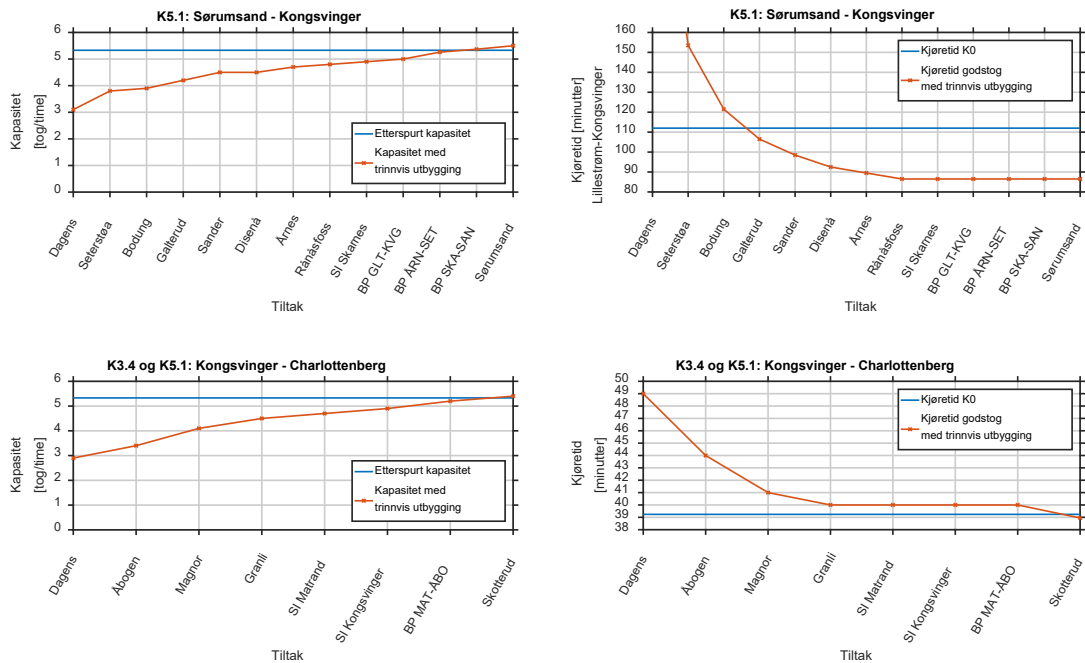 K5.1: Sørumsand - Kongsvinger
6
5
4
3
2
1
0
Kapasitet
[tog/time]
Etterspurt kapasitet
Kapasitet med
trinnvis utbygging
Dagens
Seterstøa
Bodung
Galterud
Sander
Disenå
Årnes
Rånåsfoss
SI Skarnes
BP GLT-KVG
BP ÅRN-SET
BP SKA-SAN
Sørumsand
Tiltak
K5.1: Sørumsand - Kongsvinger
160
150
140
130
120
110
100
90
80
Kjøretid [minutter]
Lillestrøm-Kongsvinger
Kjøretid K0
Kjøretid godstog
med trinnvis utbygging
Dagens
Seterstøa
Bodung
Galterud
Sander
Disenå
Årnes
Rånåsfoss
SI Skarnes
BP GLT-KVG
BP ÅRN-SET
BP SKA-SAN
Sørumsand
Tiltak
K3.4 og K5.1: Kongsvinger - Charlottenberg
6
5
4
3
2
1
0
Kapasitet
[tog/time]
Etterspurt kapasitet
Kapasitet med
trinnvis utbygging
Dagens
Åbogen
Magnor
Granli
SI Matrand
SI Kongsvinger
BP MAT-ÅBO
Skotterud
Tiltak
K3.4 og K5.1: Kongsvinger - Charlottenberg
50
49
48
47
46
45
44
43
42
41
40
39
38
Kjøretid
[minutter]
Kjøretid K0
Kjøretid godstog
med trinnvis utbygging
Dagens
Åbogen
Magnor
Granli
SI Matrand
SI Kongsvinger
BP MAT-ÅBO
Skotterud
Tiltak